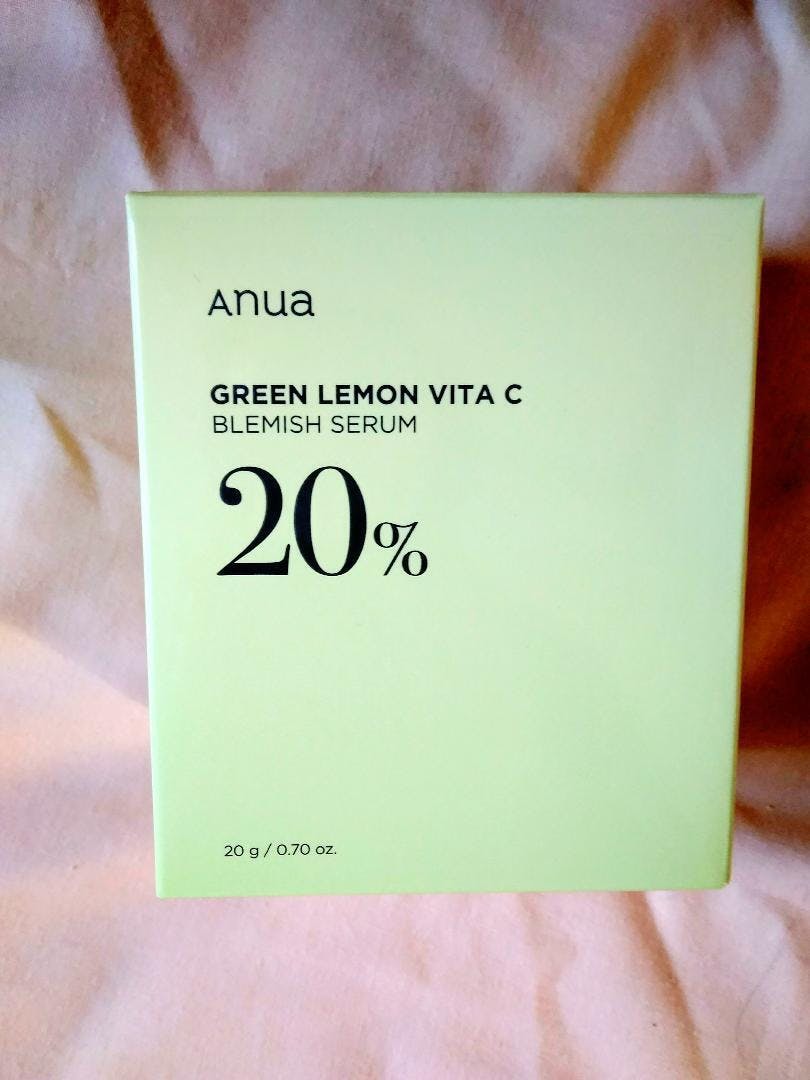 Anua
GREEN LEMON VITA C
BLEMISH SERUM
20%
20 g / 0.70 oz.